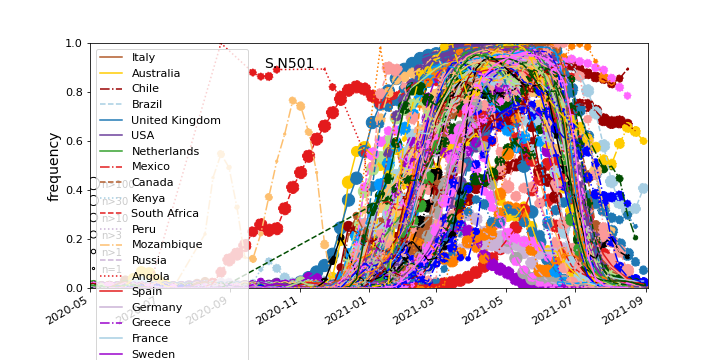 S N501
frequency
1.0
0.8
0.6
0.4
0.2
0.0
Italy
Australia
Chile
Brazil
United Kingdom
USA
Netherlands
Mexico
Canada
Kenya
South Africa
Peru
Mozambique
Russia
Angola
Spain
Germany
Greece
France
Sweden
n>100
n>30
n>10
n>3
n>1
n=1
2020-05
2020-09
2020-11
2021-01
2021-03
2021-05
2021-07
2021-09